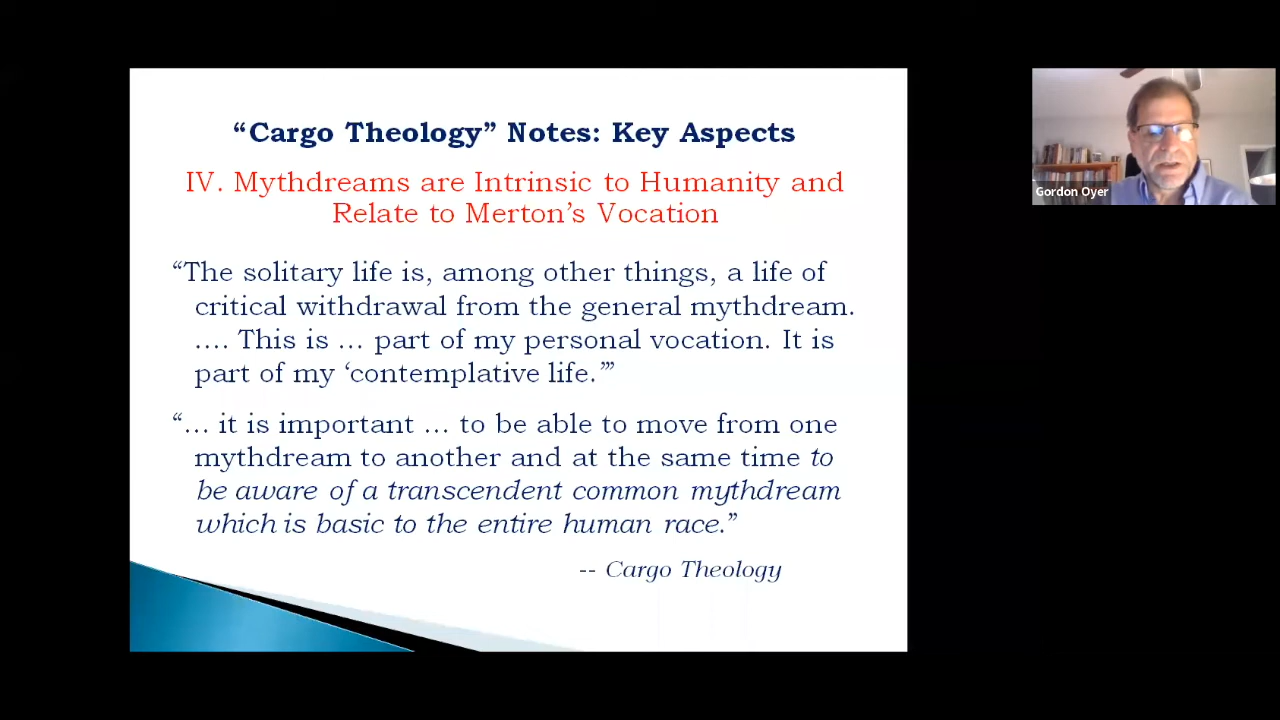 “Cargo Theology” Notes: Key Aspects
IV. Mythdreams are Intrinsic to Humanity and
Relate to Merton’s Vocation
“The solitary life is, among other things, a life of
critical withdrawal from the general mythdream.
.... This is ... part of my personal vocation. It is
part of my ‘contemplative life.’”
“... it is important ... to be able to move from one
mythdream to another and at the same time to
be aware of a transcendent common mythdream
which is basic to the entire human race.”
-- Cargo Theology
Gordon Oyer